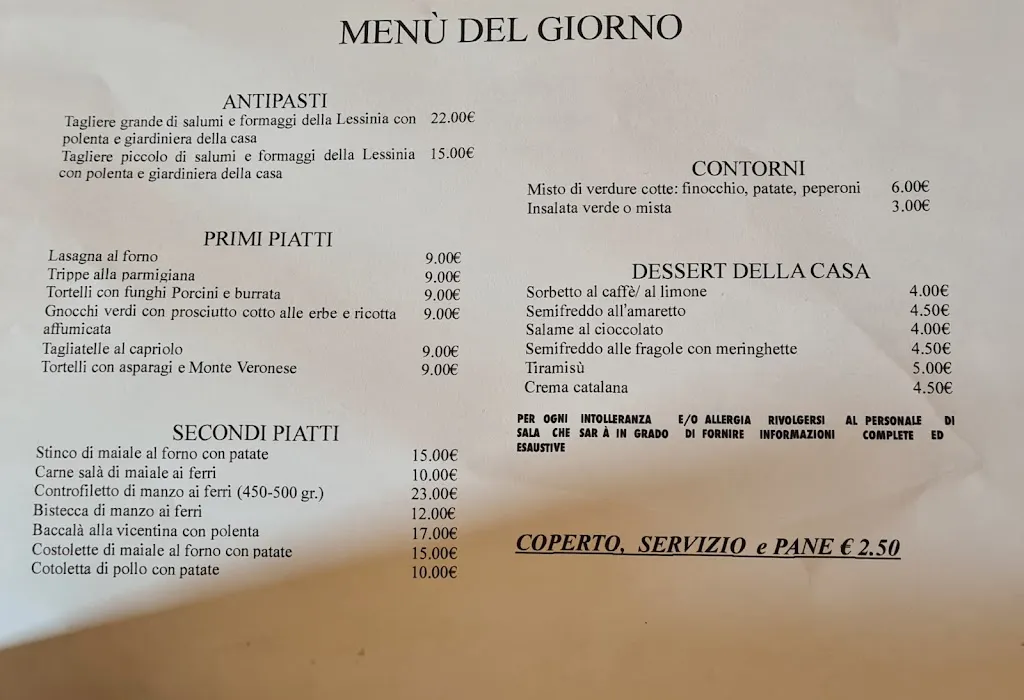 MENÙ DEL GIORNO
ANTIPASTI
Tagliere grande di salumi e formaggi della Lessinia con 22.00€
polenta e giardiniera della casa
Tagliere piccolo di salumi e formaggi della Lessinia 15.00€
con polenta e giardiniera della casa
PRIMI PIATTI
Lasagna al forno 9.00€
Trippe alla parmigiana 9.00€
Tortelli con funghi Porcini e burrata 9.00€
Gnocchi verdi con prosciutto cotto alle erbe e ricotta 9.00€
affumicata
Tagliatelle al capriolo 9.00€
Tortelli con asparagi e Monte Veronese 9.00€
SECONDI PIATTI
Stinco di maiale al forno con patate 15.00€
Carne salà di maiale ai ferri 10.00€
Controfiletto di manzo ai ferri (450-500 gr.) 23.00€
Bistecca di manzo ai ferri 12.00€
Baccalà alla vicentina con polenta 17.00€
Costolette di maiale al forno con patate 15.00€
Cotoletta di pollo con patate 10.00€
CONTORNI
Misto di verdure cotte: finocchio, patate, peperoni 6.00€
Insalata verde o mista 3.00€
DESSERT DELLA CASA
Sorbetto al caffè/ al limone 4.00€
Semifreddo all'amaretto 4.50€
Salame al cioccolato 4.00€
Semifreddo alle fragole con meringhette 4.50€
Tiramisù 5.00€
Crema catalana 4.50€
PER OGNI INTOLLERANZA E/O ALLERGIA RIVOLGERSI AL PERSONALE DI
SALA CHE SAR À IN GRADO DI FORNIRE INFORMAZIONI COMPLETE ED
ESAUSTIVE
COPERTO, SERVIZIO e PANE € 2.50